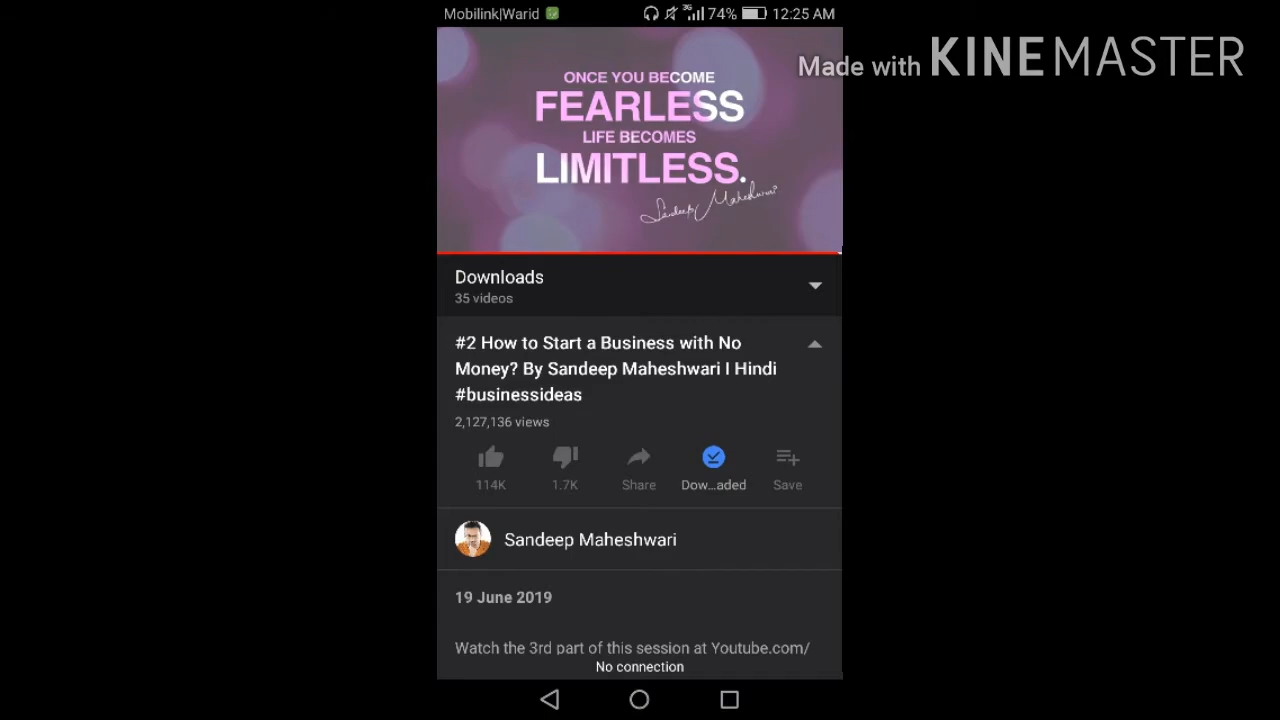 Mobilink|Warid 3G 74% 12:25 AM
Made with KINEMASTER
ONCE YOU BECOME
FEARLESS
LIFE BECOMES
LIMITLESS.
Sandeep Maheshwari
Downloads
35 videos
#2 How to Start a Business with No
Money? By Sandeep Maheshwari I Hindi
#businessideas
2,127,136 views
114K 1.7K Share Dow...aded Save
Sandeep Maheshwari
19 June 2019
Watch the 3rd part of this session at Youtube.com/
No connection